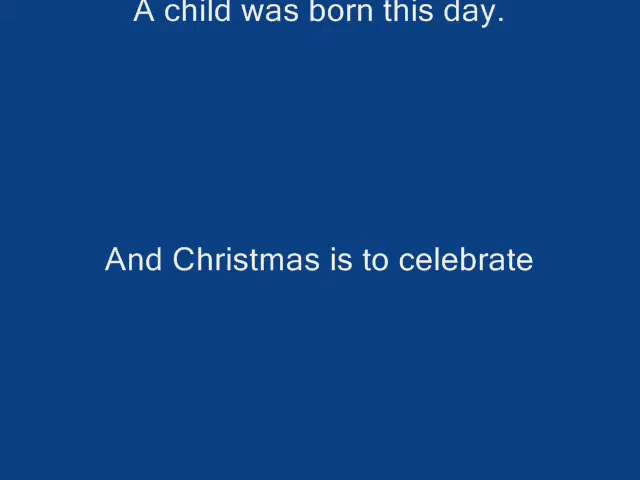 A child was born this day.
And Christmas is to celebrate